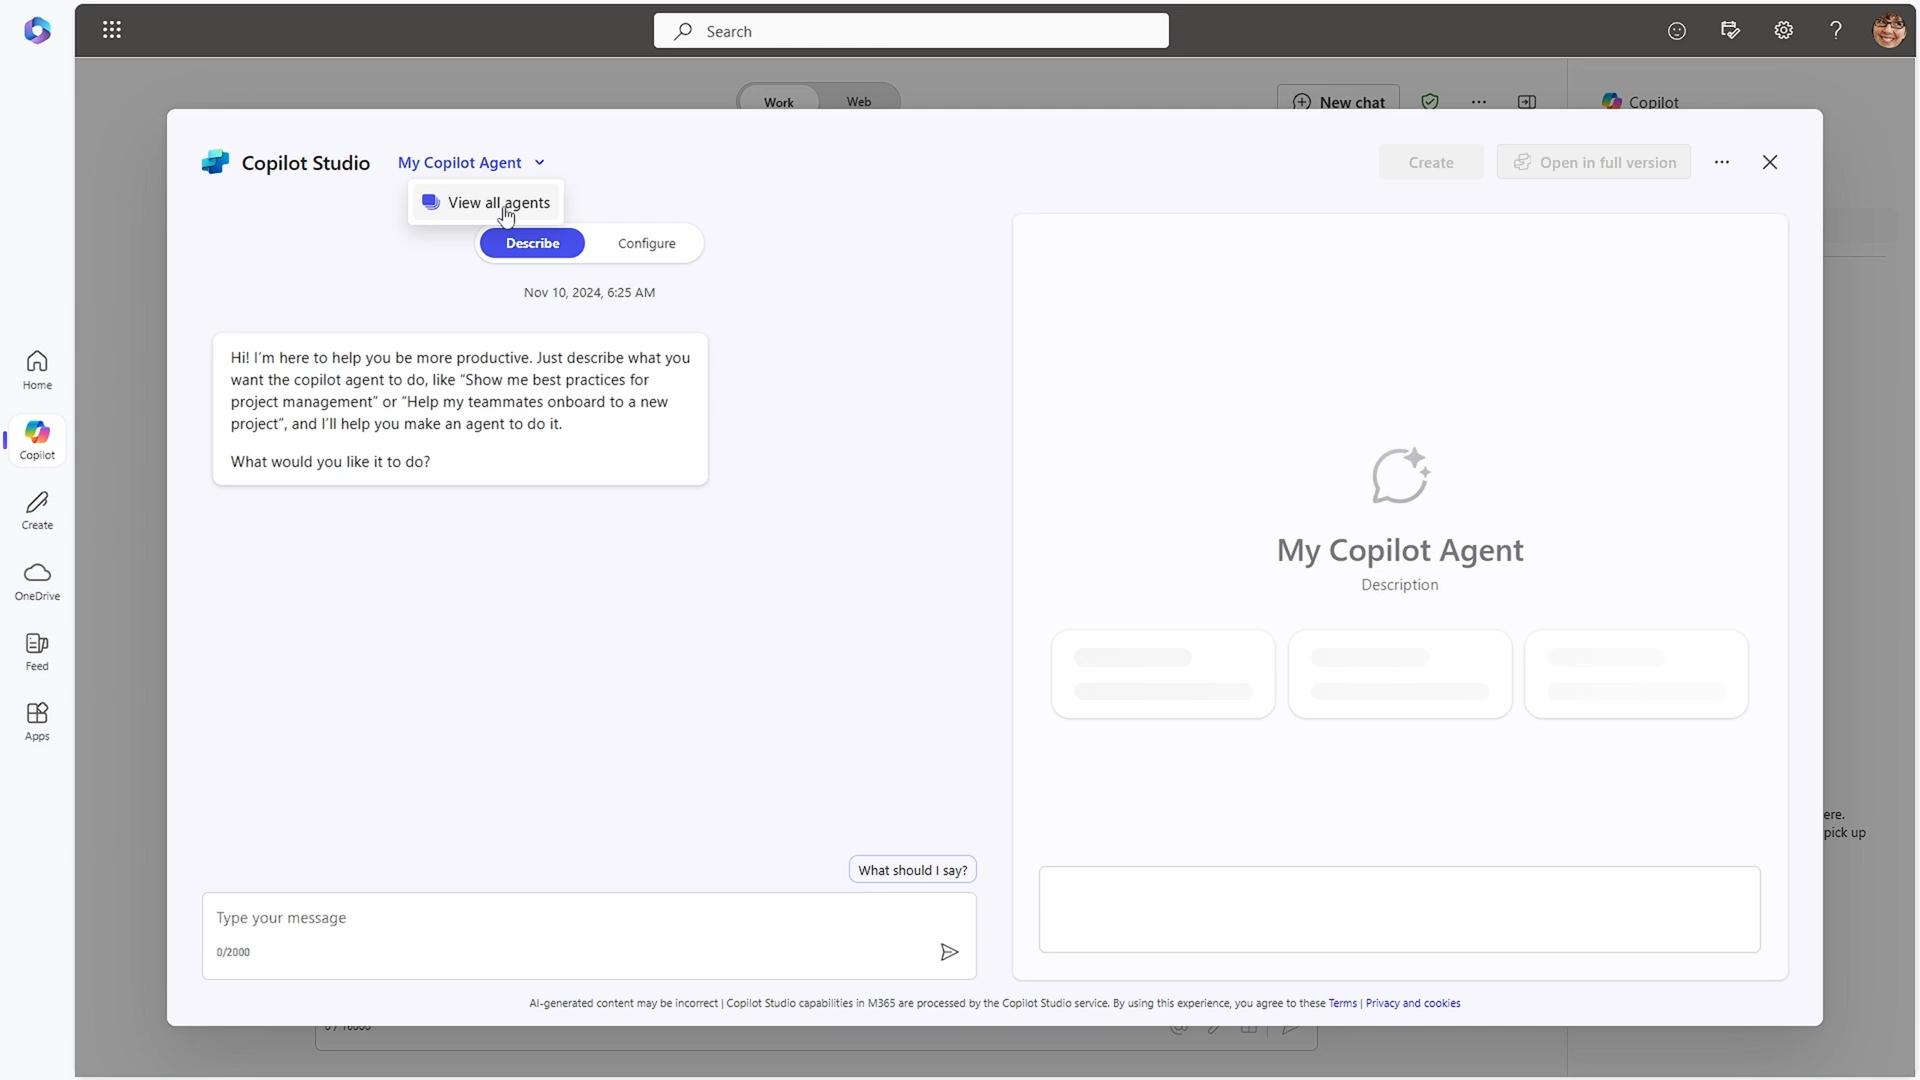 Search
Work
Web
New chat
Copilot
Copilot Studio
My Copilot Agent
Create
Open in full version
View all agents
Describe
Configure
Nov 10, 2024, 6:25 AM
Hi! I'm here to help you be more productive. Just describe what you
want the copilot agent to do, like “Show me best practices for
project management” or “Help my teammates onboard to a new
project”, and I'll help you make an agent to do it.
What would you like it to do?
Home
Copilot
Create
OneDrive
Feed
Apps
My Copilot Agent
Description
ere.
pick up
What should I say?
Type your message
0/2000
AI-generated content may be incorrect | Copilot Studio capabilities in M365 are processed by the Copilot Studio service. By using this experience, you agree to these Terms | Privacy and cookies